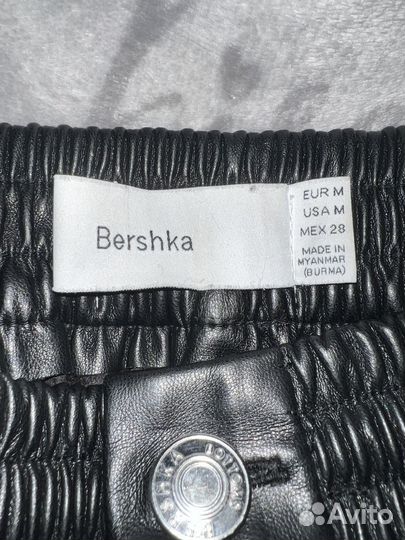 Bershka
EUR M
USA M
MEX 28
MADE IN
MYANMAR
(BURMA)
Avito